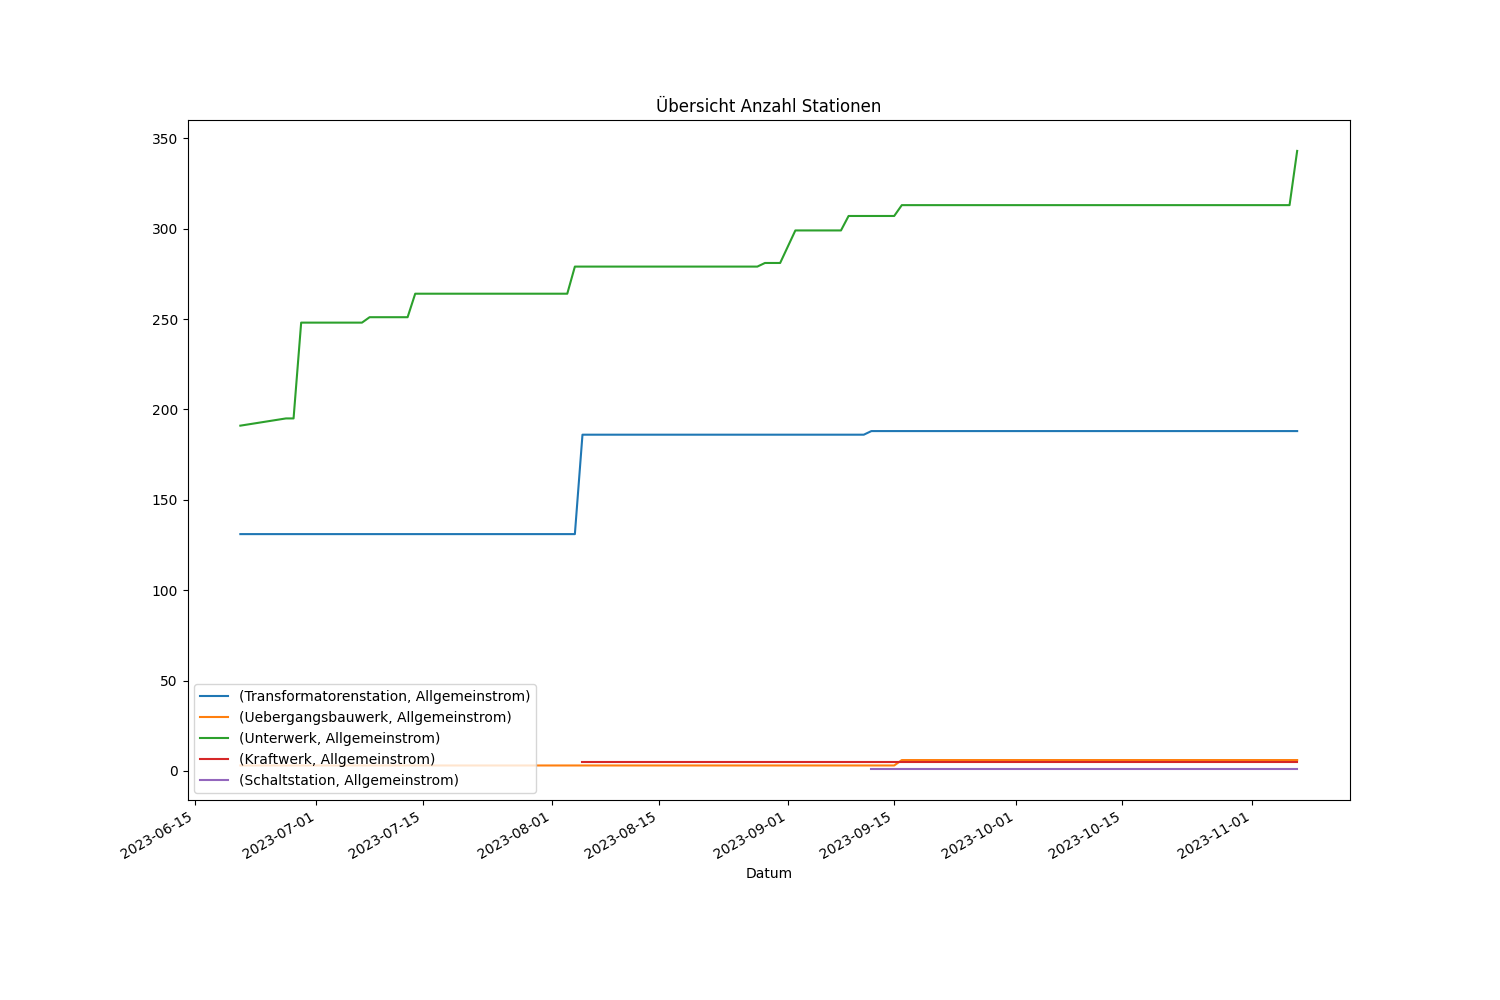 Übersicht Anzahl Stationen
350
300
250
200
150
100
50
0
(Transformatorenstation, Allgemeinstrom)
(Uebergangsbauwerk, Allgemeinstrom)
(Unterwerk, Allgemeinstrom)
(Kraftwerk, Allgemeinstrom)
(Schaltstation, Allgemeinstrom)
2023-06-15
2023-07-01
2023-07-15
2023-08-01
2023-08-15
2023-09-01
2023-09-15
2023-10-01
2023-10-15
2023-11-01
Datum